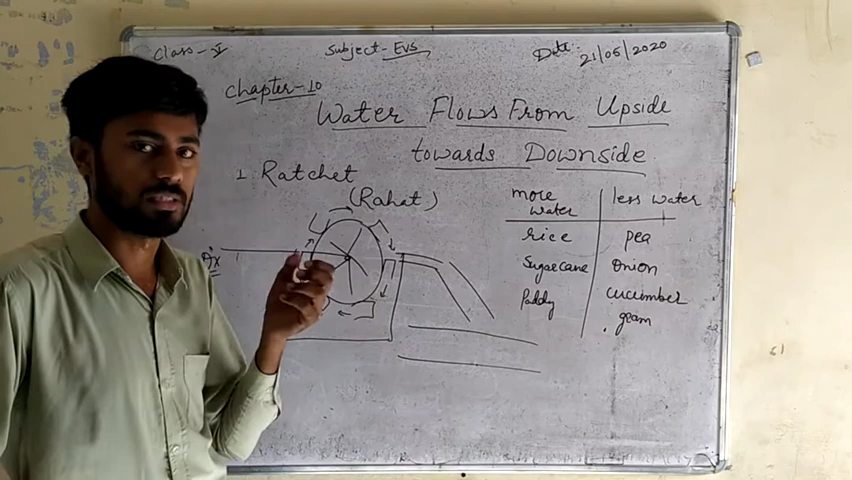 Class-V Subject-EVS Date: 21/05/2020
Chapter-10
Water Flows From Upside
towards Downside
1. Ratchet
(Rahat)
more water less water
rice pea
Sugarcane onion
Paddy cucumber
gram